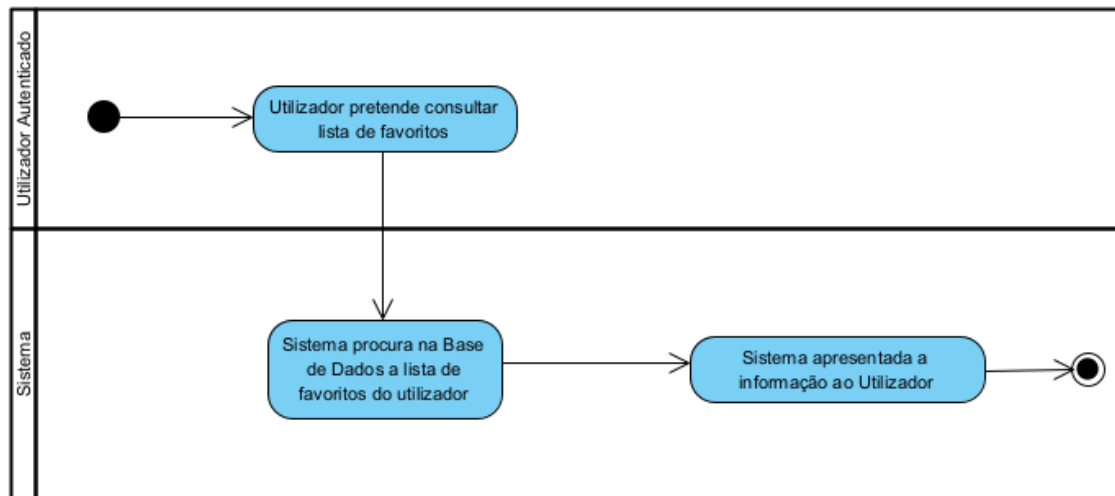 Utilizador Autenticado
Utilizador pretende consultar
lista de favoritos
Sistema
Sistema procura na Base
de Dados a lista de
favoritos do utilizador
Sistema apresentada a
informação ao Utilizador